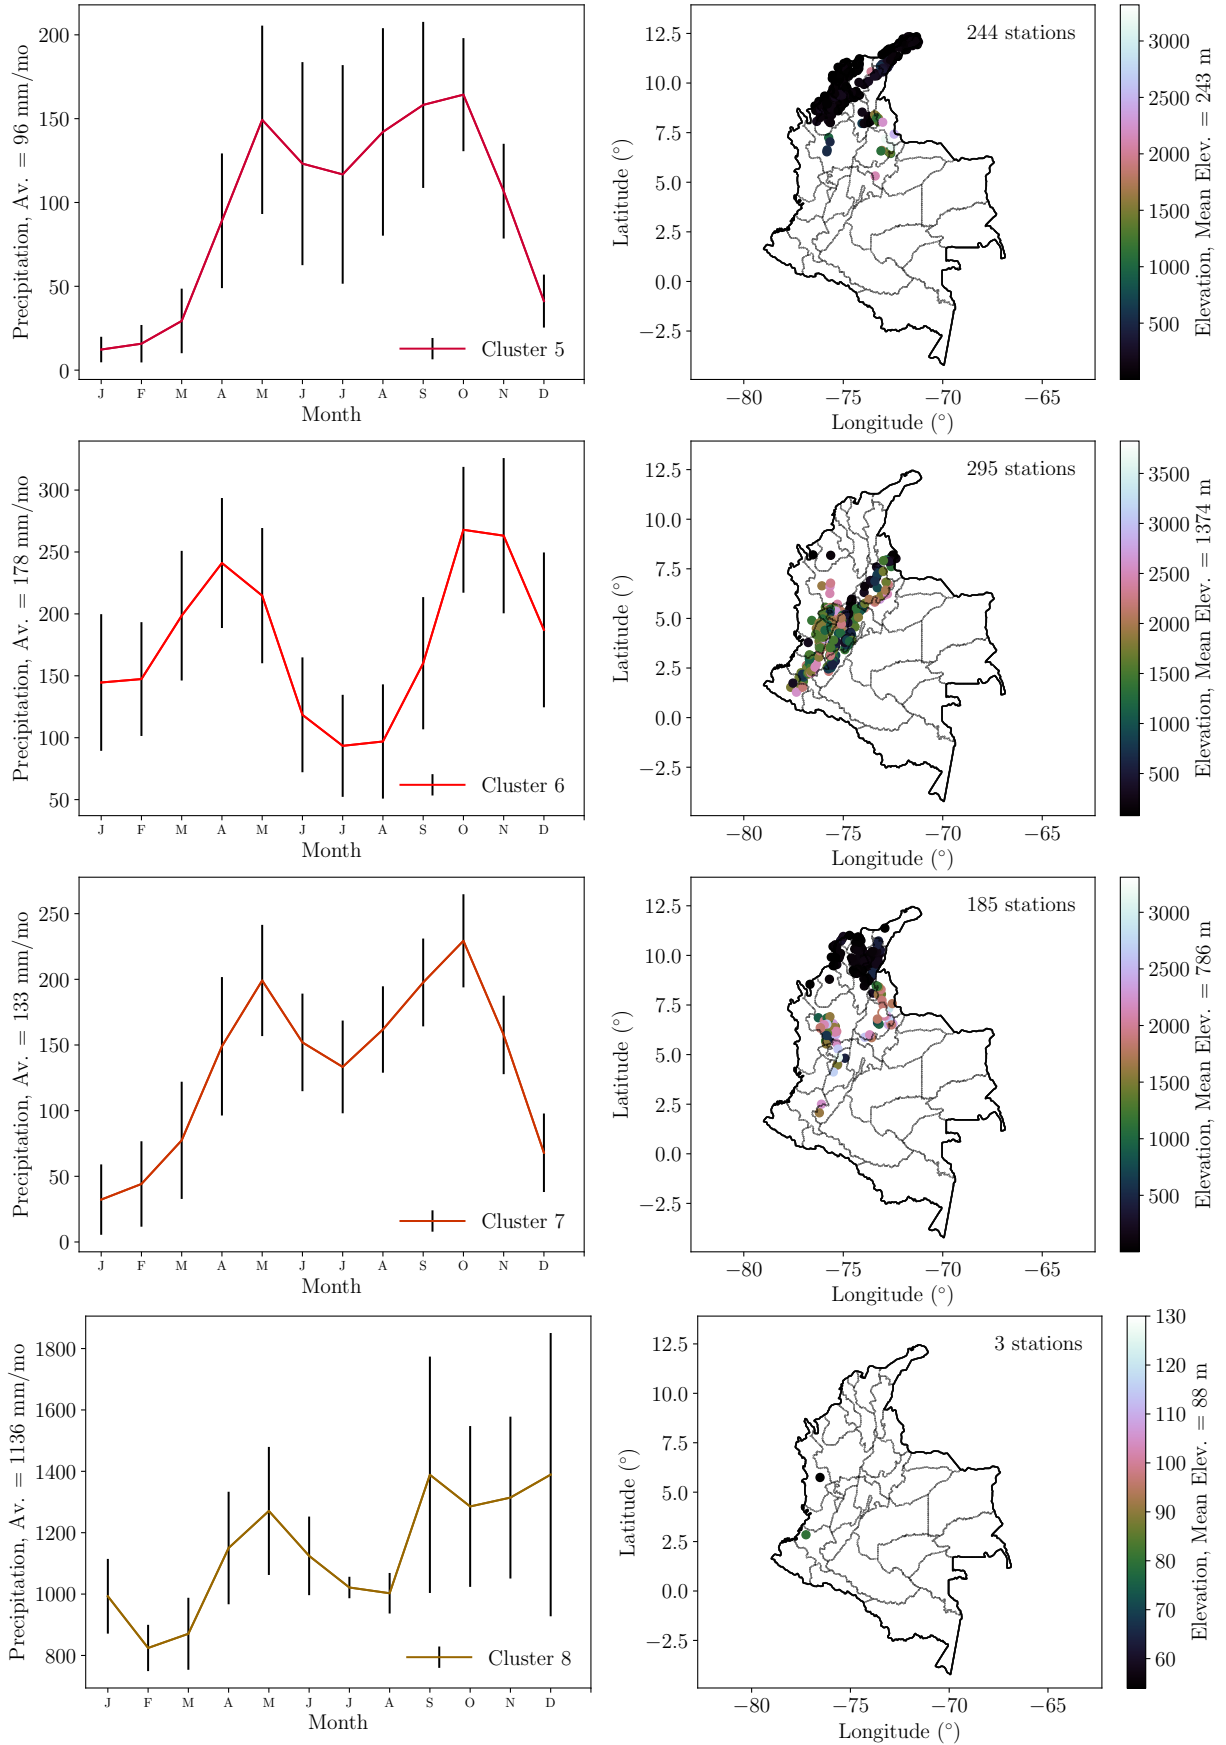 Precipitation, Av. = 96 mm/mo
200
150
100
50
0
J F M A M J J A S O N D
Month
Cluster 5
244 stations
Latitude (°)
12.5
10.0
7.5
5.0
2.5
0.0
−2.5
−80 −75 −70 −65
Longitude (°)
3000
2500
2000
1500
1000
500
Elevation, Mean Elev. = 243 m
Precipitation, Av. = 178 mm/mo
300
250
200
150
100
50
J F M A M J J A S O N D
Month
Cluster 6
295 stations
Latitude (°)
12.5
10.0
7.5
5.0
2.5
0.0
−2.5
−80 −75 −70 −65
Longitude (°)
3500
3000
2500
2000
1500
1000
500
Elevation, Mean Elev. = 1374 m
Precipitation, Av. = 133 mm/mo
250
200
150
100
50
0
J F M A M J J A S O N D
Month
Cluster 7
185 stations
Latitude (°)
12.5
10.0
7.5
5.0
2.5
0.0
−2.5
−80 −75 −70 −65
Longitude (°)
3000
2500
2000
1500
1000
500
Elevation, Mean Elev. = 786 m
Precipitation, Av. = 1136 mm/mo
1800
1600
1400
1200
1000
800
J F M A M J J A S O N D
Month
Cluster 8
3 stations
Latitude (°)
12.5
10.0
7.5
5.0
2.5
0.0
−2.5
−80 −75 −70 −65
Longitude (°)
130
120
110
100
90
80
70
60
Elevation, Mean Elev. = 88 m